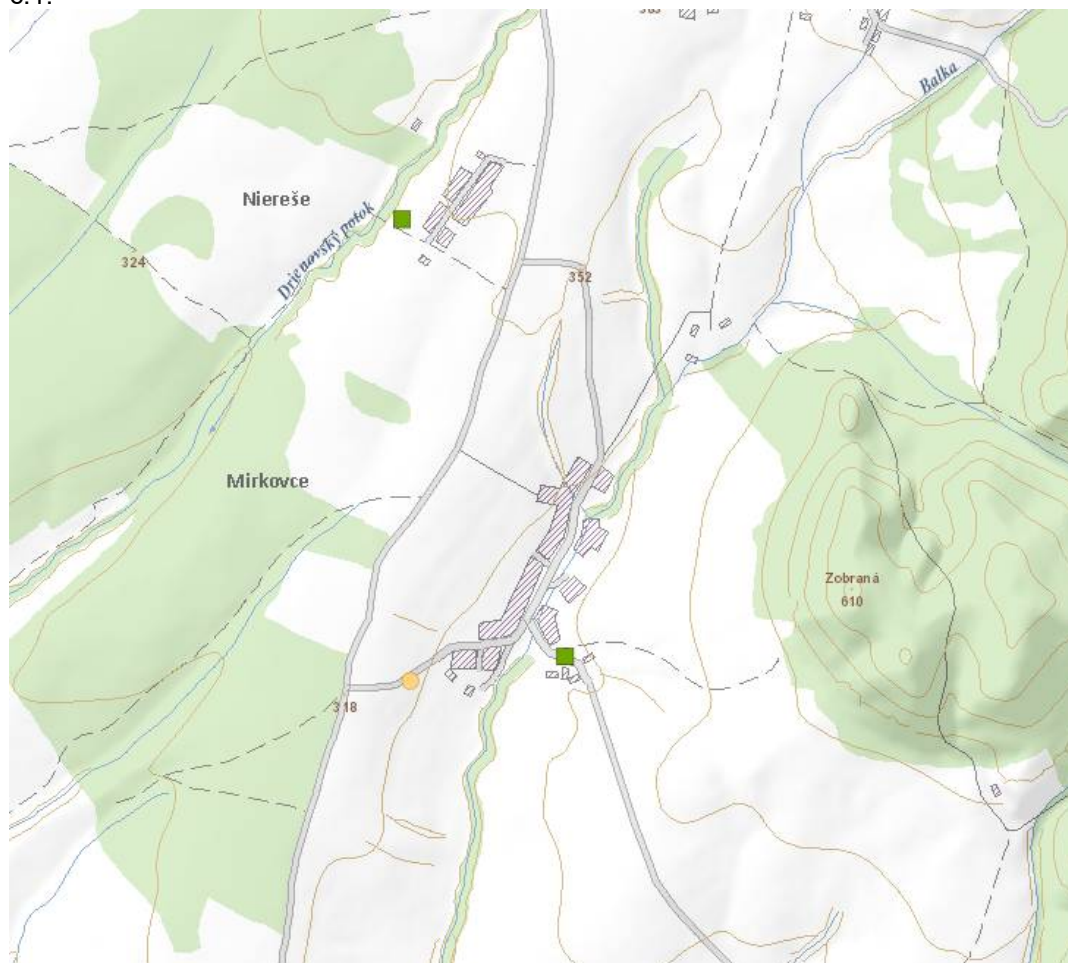 Balka
Niereše
Drienovský potok
324
352
Mirkovce
Zobraná
610
318